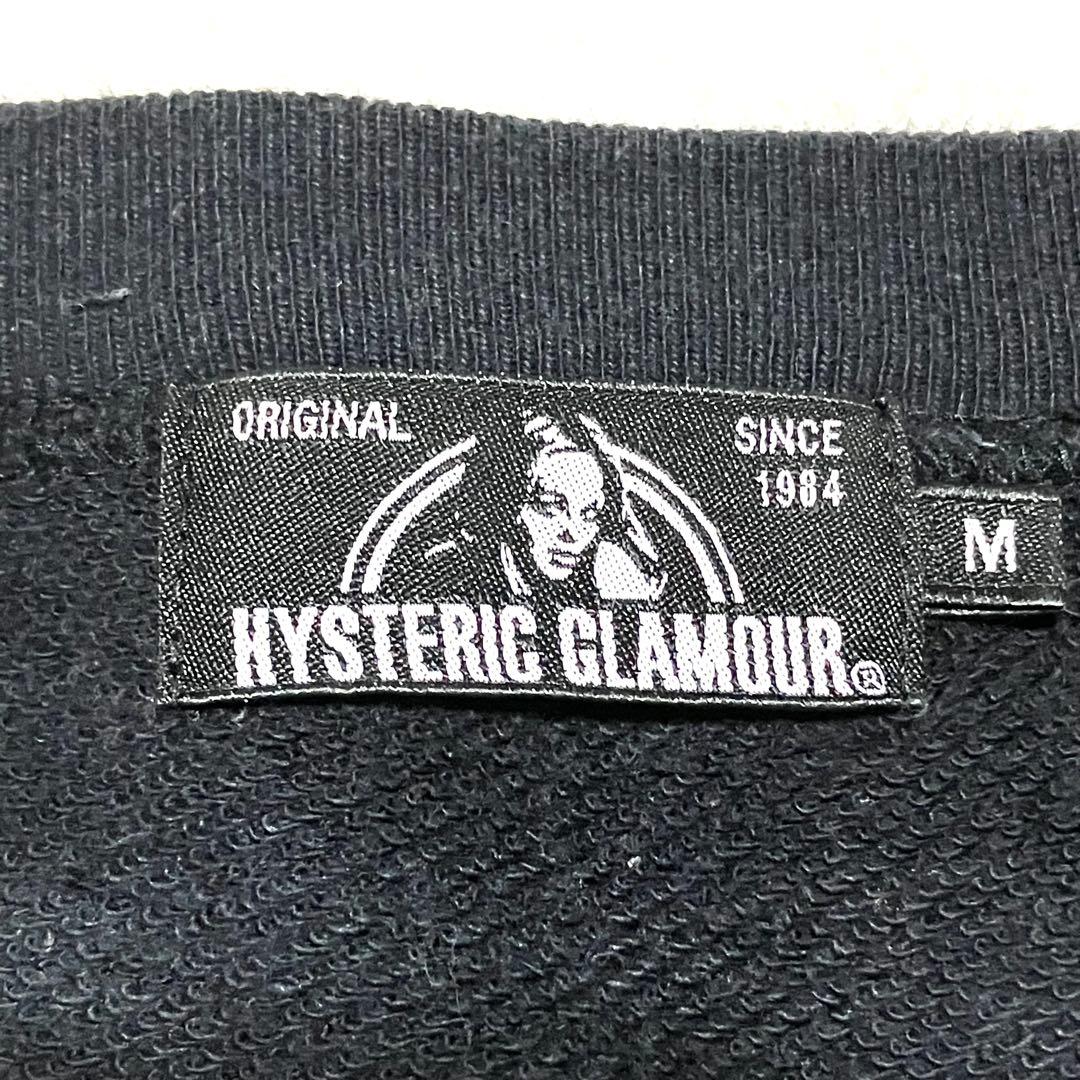 ORIGINAL
SINCE
1984
HYSTERIC GLAMOUR®
M